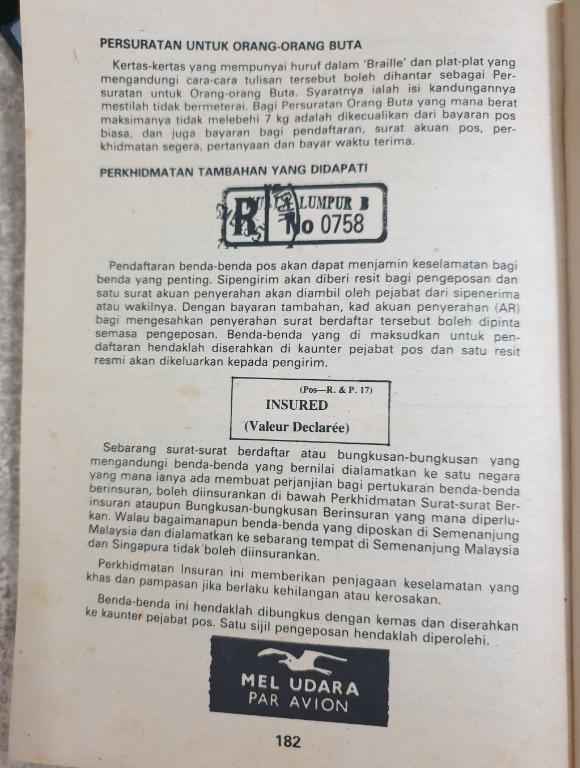 PERSURATAN UNTUK ORANG-ORANG BUTA
Kertas-kertas yang mempunyai huruf dalam 'Braille' dan plat-plat yang
mengandungi cara-cara tulisan tersebut boleh dihantar sebagai Per-
suratan untuk Orang-orang Buta. Syaratnya ialah isi kandungannya
mestilah tidak bermeterai. Bagi Persuratan Orang Buta yang mana berat
maksimanya tidak melebehi 7 kg adalah dikecualikan dari bayaran pos
biasa, dan juga bayaran bagi pendaftaran, surat akuan pos, per-
khidmatan segera, pertanyaan dan bayar waktu terima.
PERKHIDMATAN TAMBAHAN YANG DIDAPATI
R LUMPUR B
No 0758
Pendaftaran benda-benda pos akan dapat menjamin keselamatan bagi
benda yang penting. Sipengirim akan diberi resit bagi pengeposan dan
satu surat akuan penyerahan akan diambil oleh pejabat dari sipenerima
atau wakilnya. Dengan bayaran tambahan, kad akuan penyerahan (AR)
bagi mengesahkan penyerahan surat berdaftar tersebut boleh dipinta
semasa pengeposan. Benda-benda yang di maksudkan untuk pen-
daftaran hendaklah diserahkan di kaunter pejabat pos dan satu resit
resmi akan dikeluarkan kepada pengirim.
(Pos—R. & P. 17)
INSURED
(Valeur Declarée)
Sebarang surat-surat berdaftar atau bungkusan-bungkusan yang
mengandungi benda-benda yang bernilai dialamatkan ke satu negara
yang mana ianya ada membuat perjanjian bagi pertukaran benda-benda
berinsuran, boleh diinsurankan di bawah Perkhidmatan Surat-surat Ber-
insuran ataupun Bungkusan-bungkusan Berinsuran yang mana diperlu-
kan. Walau bagaimanapun benda-benda yang diposkan di Semenanjung
Malaysia dan dialamatkan ke sebarang tempat di Semenanjung Malaysia
dan Singapura tidak boleh diinsurankan.
Perkhidmatan Insuran ini memberikan penjagaan keselamatan yang
khas dan pampasan jika berlaku kehilangan atau kerosakan.
Benda-benda ini hendaklah dibungkus dengan kemas dan diserahkan
ke kaunter pejabat pos. Satu sijil pengeposan hendaklah diperolehi.
MEL UDARA
PAR AVION
182